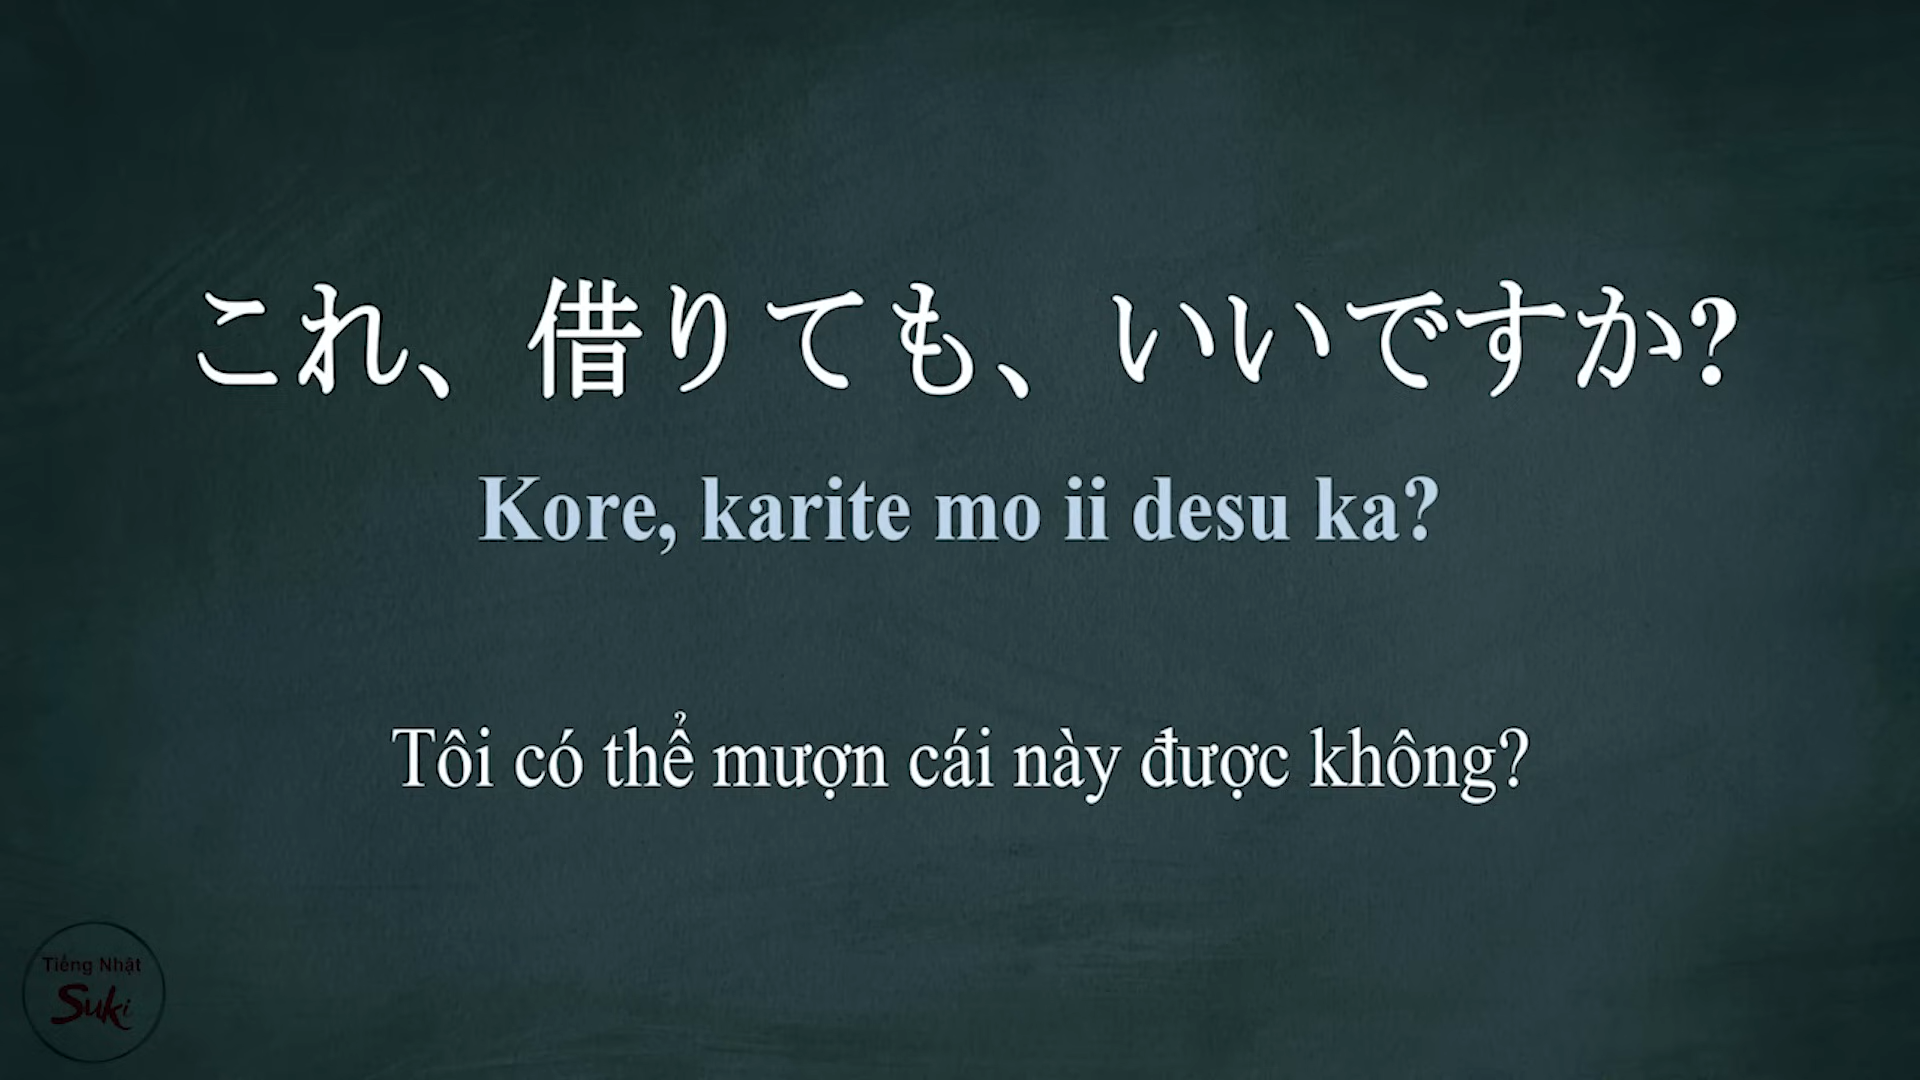 これ、借りても、いいですか?
Kore, karite mo ii desu ka?
Tôi có thể mượn cái này được không?
Tiếng Nhật
Suki